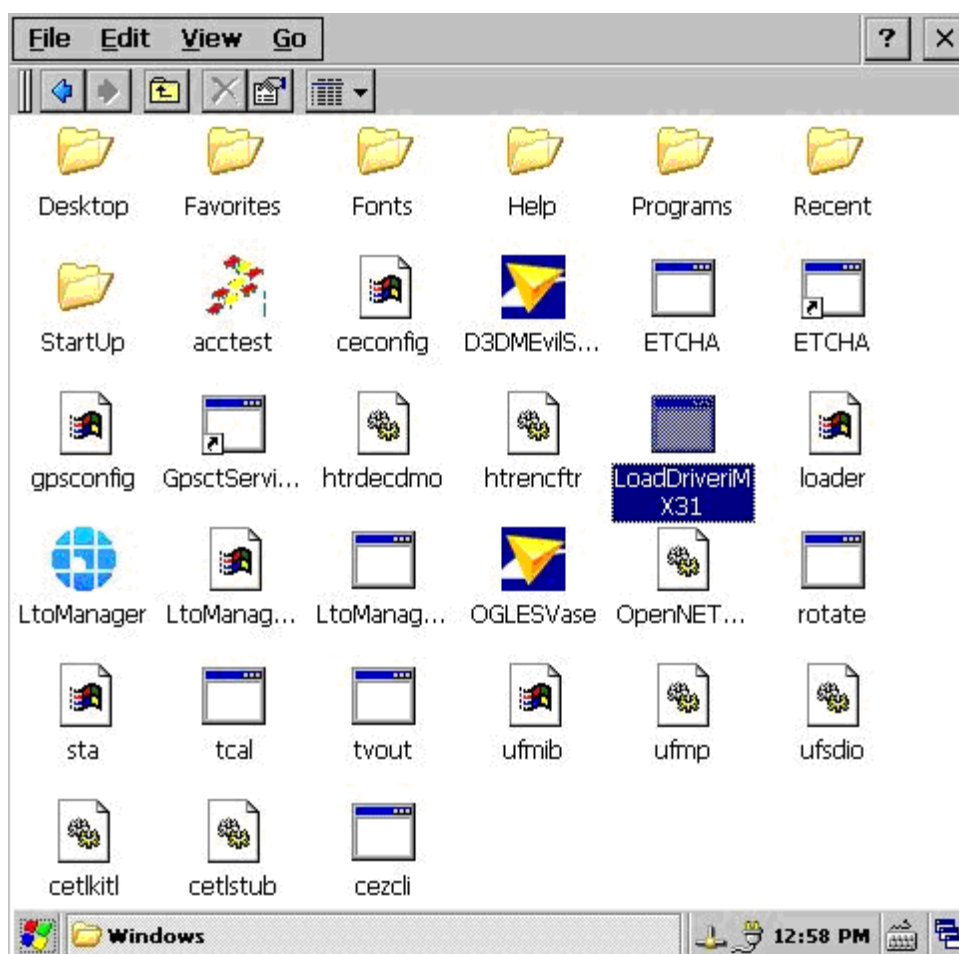 File Edit View Go ?
Desktop Favorites Fonts Help Programs Recent
StartUp acctest ceconfig D3DMEvilS... ETCHA ETCHA
gpsconfig GpsctServi... htrdecdmo htrencftr LoadDriveriM loader
X31
LtoManager LtoManag... LtoManag... OGLESVase OpenNET... rotate
sta tcal tvout ufmib ufmp ufsdio
cetlkitl cetlstub cezcli
Windows 12:58 PM